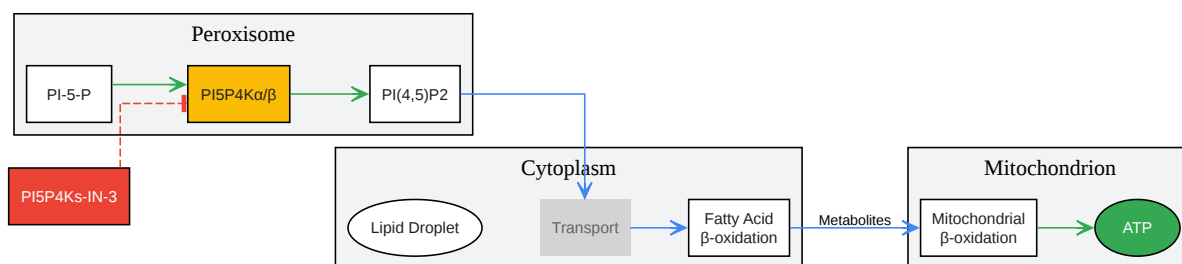 Peroxisome
PI-5-P
PI5P4Kα/β
PI(4,5)P2
PI5P4Ks-IN-3
Cytoplasm
Lipid Droplet
Transport
Fatty Acid
β-oxidation
Metabolites
Mitochondrion
Mitochondrial
β-oxidation
ATP